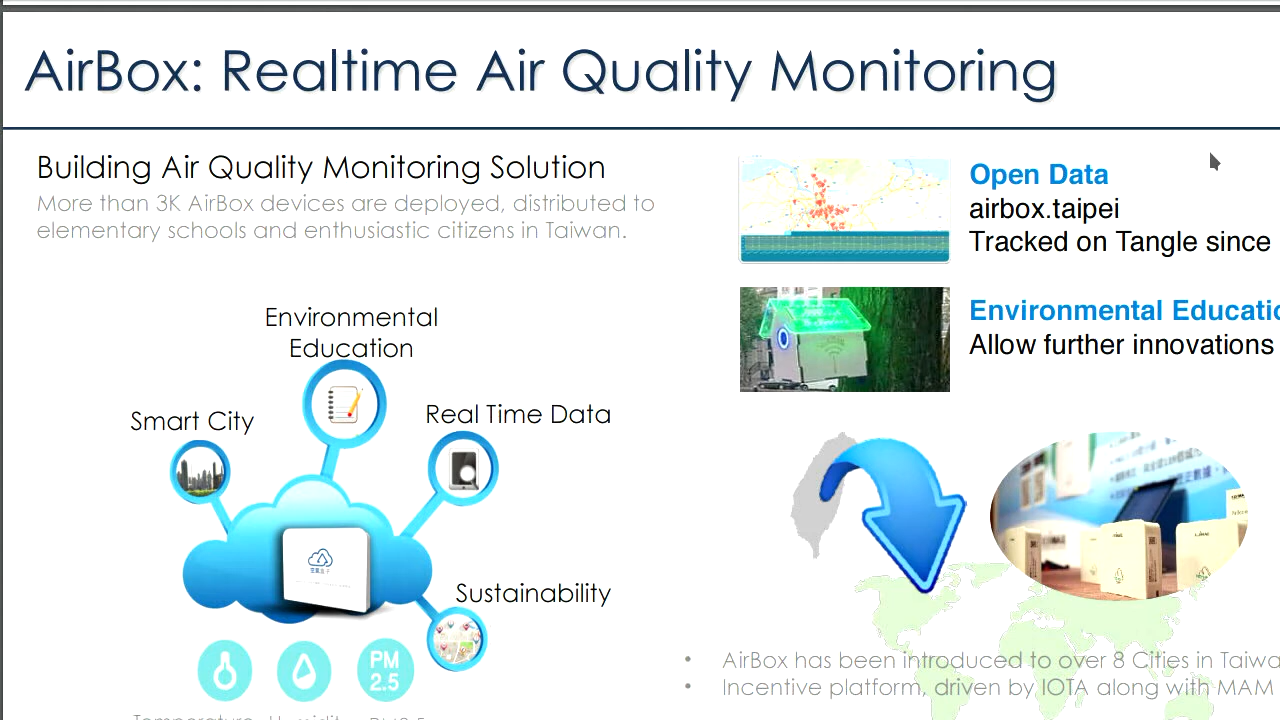 AirBox: Realtime Air Quality Monitoring
Building Air Quality Monitoring Solution
More than 3K AirBox devices are deployed, distributed to
elementary schools and enthusiastic citizens in Taiwan.
Environmental
Education
Smart City
Real Time Data
Sustainability
PM
2.5
Open Data
airbox.taipei
Tracked on Tangle since
Environmental Educatio
Allow further innovations
• AirBox has been introduced to over 8 Cities in Taiwa
• Incentive platform, driven by IOTA along with MAM